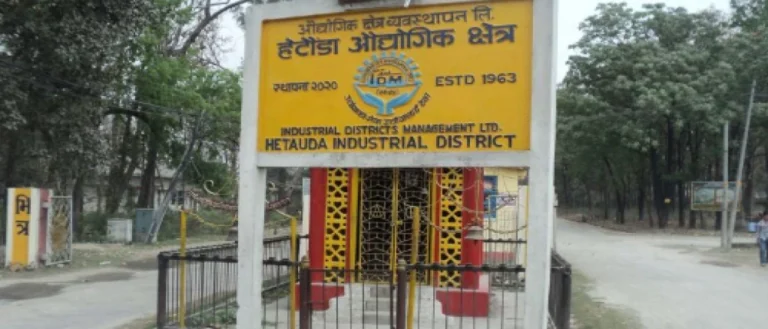 औद्योगिक क्षेत्र व्यवस्थापन लि.
हेटौंडा औद्योगिक क्षेत्र
स्थापना २०२०
IDM
ESTD 1963
INDUSTRIAL DISTRICTS MANAGEMENT LTD.
HETAUDA INDUSTRIAL DISTRICT
भित्र